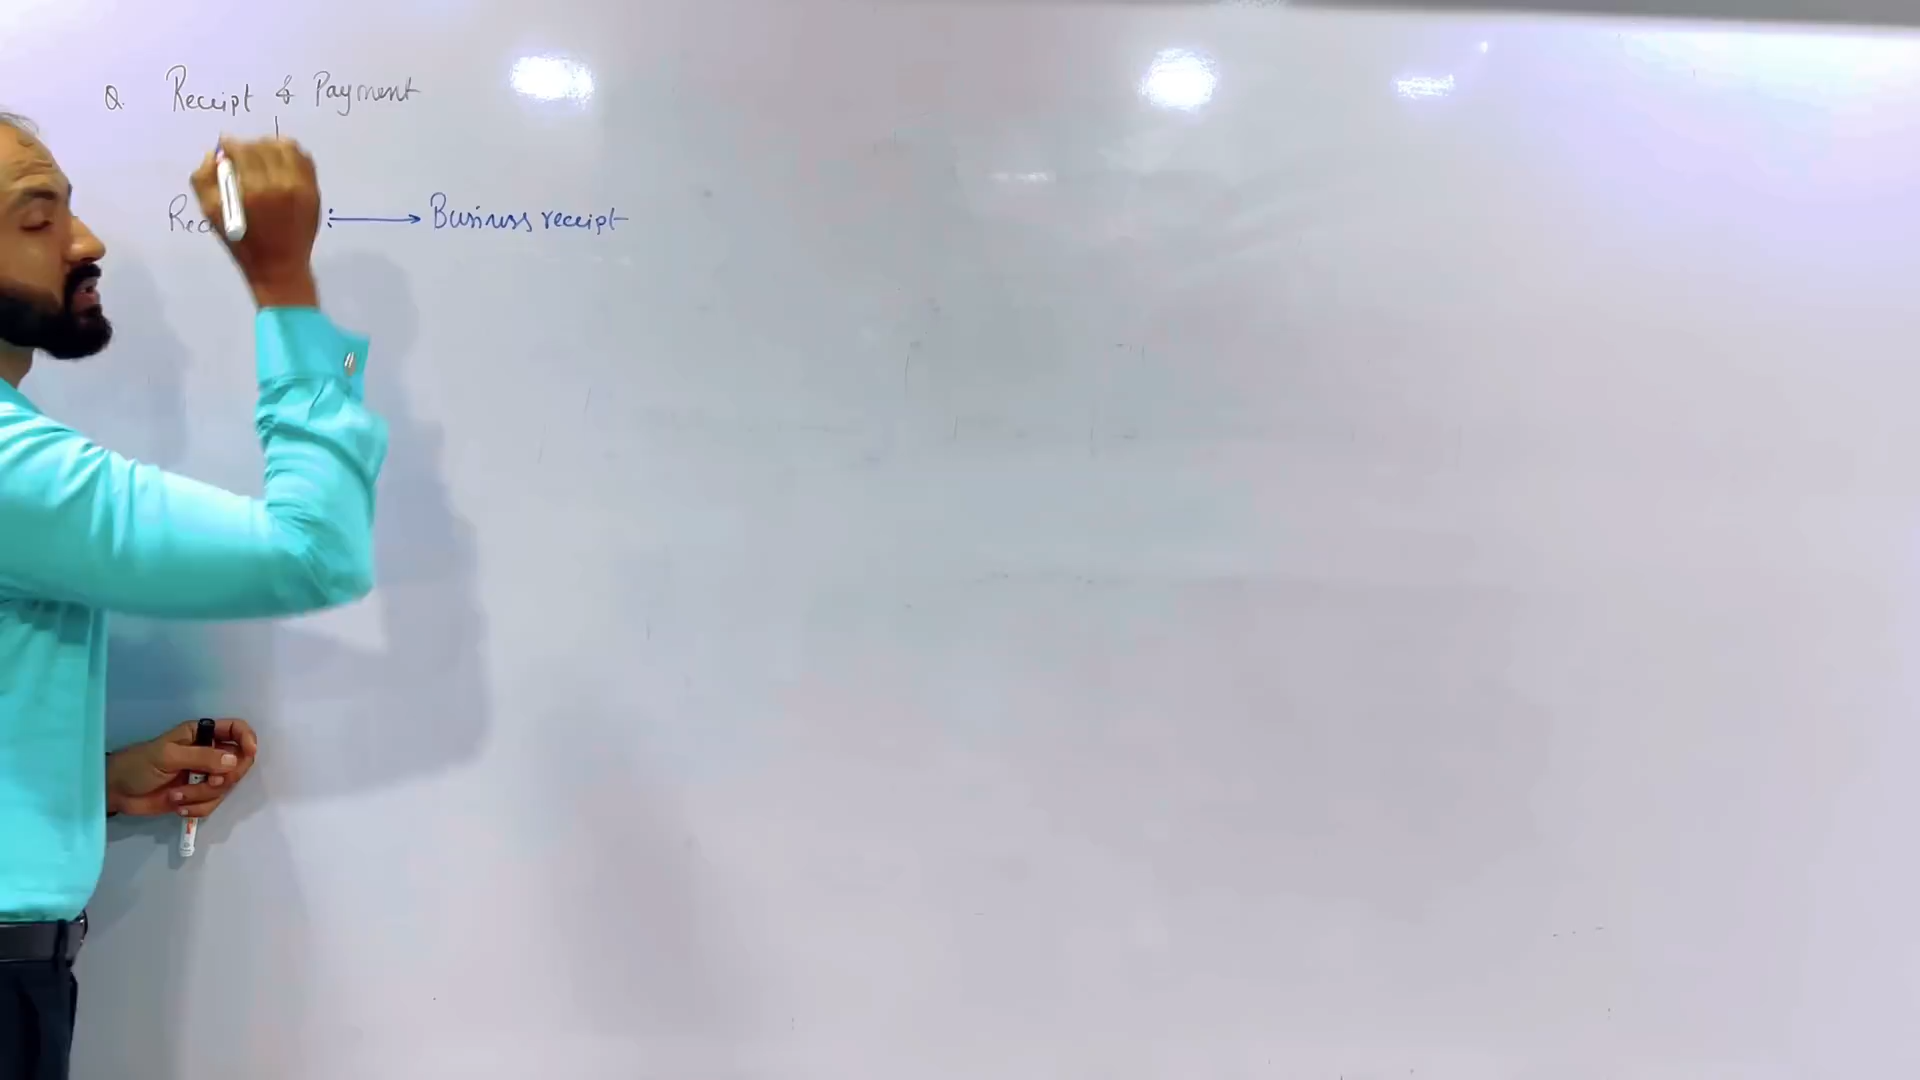 Q. Receipt & Payment
: → Business receipt